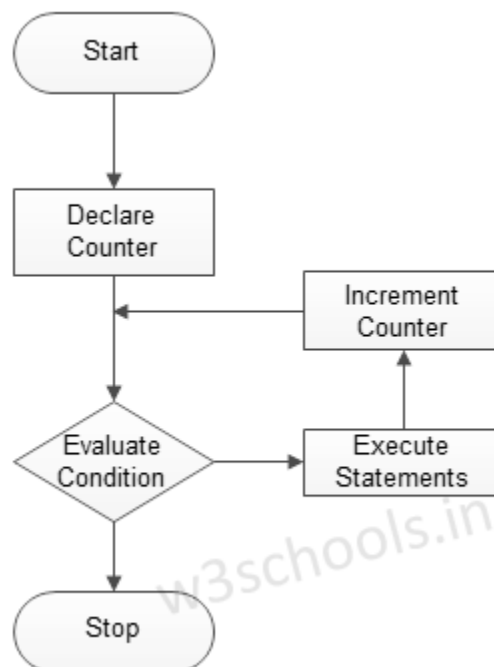 Start
Declare
Counter
Increment
Counter
Evaluate
Condition
Execute
Statements
w3schools.in
Stop